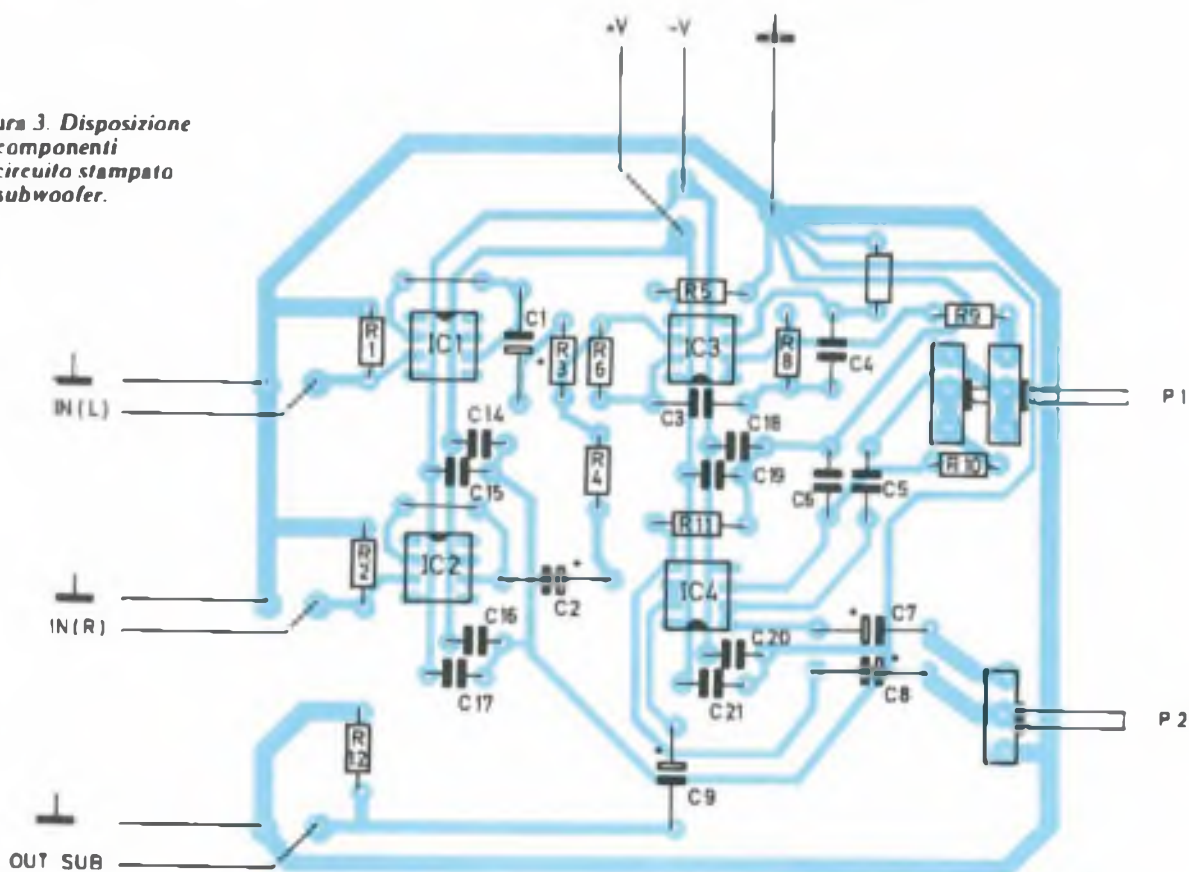 +V
-V
ura 3. Disposizione
componenti
circuito stampato
subwoofer.
R5
R1
IC1
C1
+
R3
R6
IC3
R8
C4
R9
IN(L)
P1
C3
C14
C18
C15
R4
C19
C6
C5
R10
R11
R2
IC2
C2
+
IC4
IN(R)
C16
C20
+
C7
C17
C21
C8
+
P2
R12
+
C9
OUT SUB